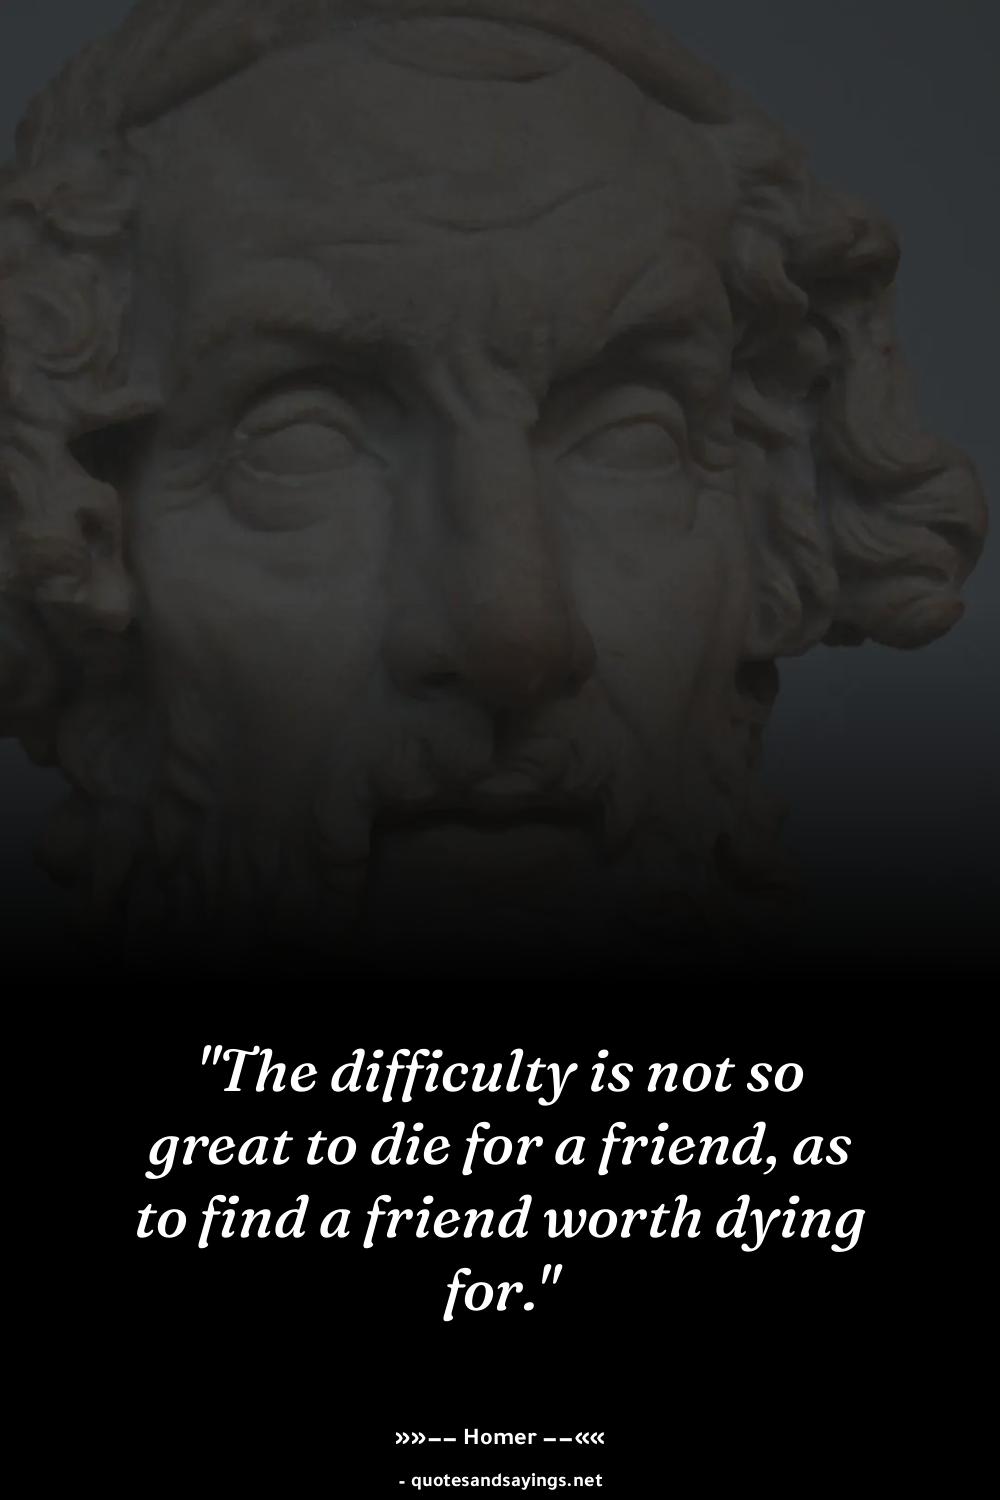 "The difficulty is not so
great to die for a friend, as
to find a friend worth dying
for."
»»−− Homer −−««
- quotesandsayings.net